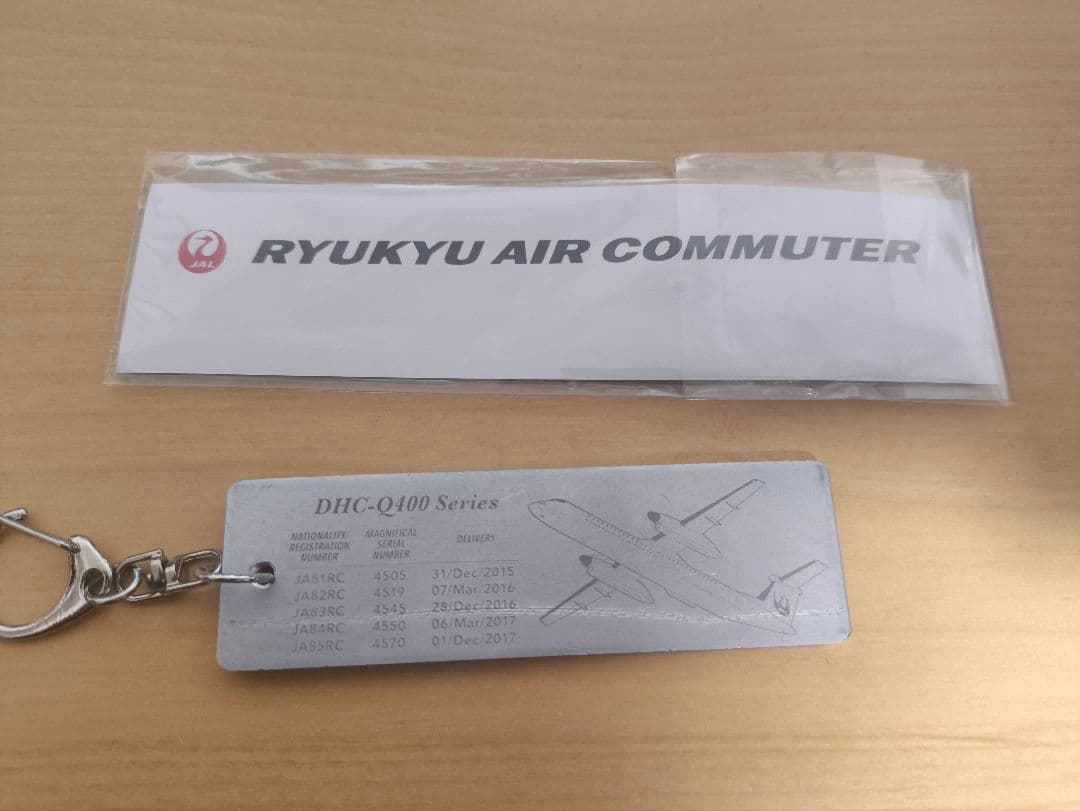 JAL
RYUKYU AIR COMMUTER
DHC-Q400 Series
NATIONALITY/ REGISTRATION NUMBER
MAGNIFICAL SERIAL NUMBER
DELIVERY
JA81RC 4505 31/Dec/2015
JA82RC 4519 07/Mar/2016
JA83RC 4545 28/Dec/2016
JA84RC 4550 06/Mar/2017
JA85RC 4570 01/Dec/2017